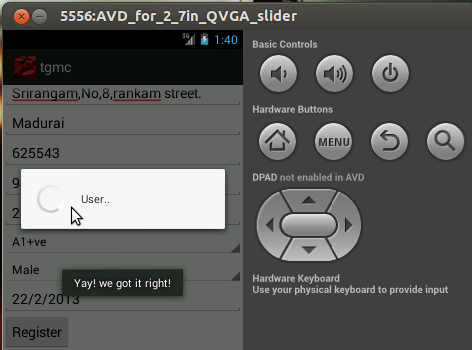 5556:AVD_for_2_7in_QVGA_slider
3G 1:40
tgmc
Srirangam,No,8,rankam street.
Madurai
625543
9
User..
2
A1+ve
Male
Yay! we got it right!
22/2/2013
Register
Basic Controls
Hardware Buttons
MENU
DPAD not enabled in AVD
Hardware Keyboard
Use your physical keyboard to provide input